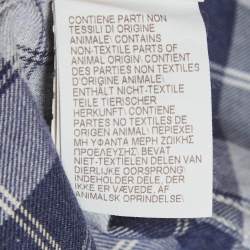 CONTIENE PARTI NON
TESSILI DI ORIGINE
ANIMALE: CONTAINS
NON-TEXTILE PARTS OF
ANIMAL ORIGIN: CONTIENT
DES PARTIES NON TEXTILES
D'ORIGINE ANIMALE:
ENTHÄLT NICHT-TEXTILE
TEILE TIERISCHER
HERKUNFT: CONTIENE
PARTES NO TEXTILES DE
ORIGEN ANIMAL: ΠΕΡΙΕΧΕΙ
ΜΗ ΥΦΑΝΤΑ ΜΕΡΗ ΖΩΙΚΗΣ
ΠΡΟΕΛΕΥΣΗΣ: BEVAT
NIET-TEXTIELEN DELEN VAN
DIERLIJKE OORSPRONG:
INDEHOLDER DELE, DER
IKKE ER VÆVEDE, AF
ANIMALSK OPRINDELSE: